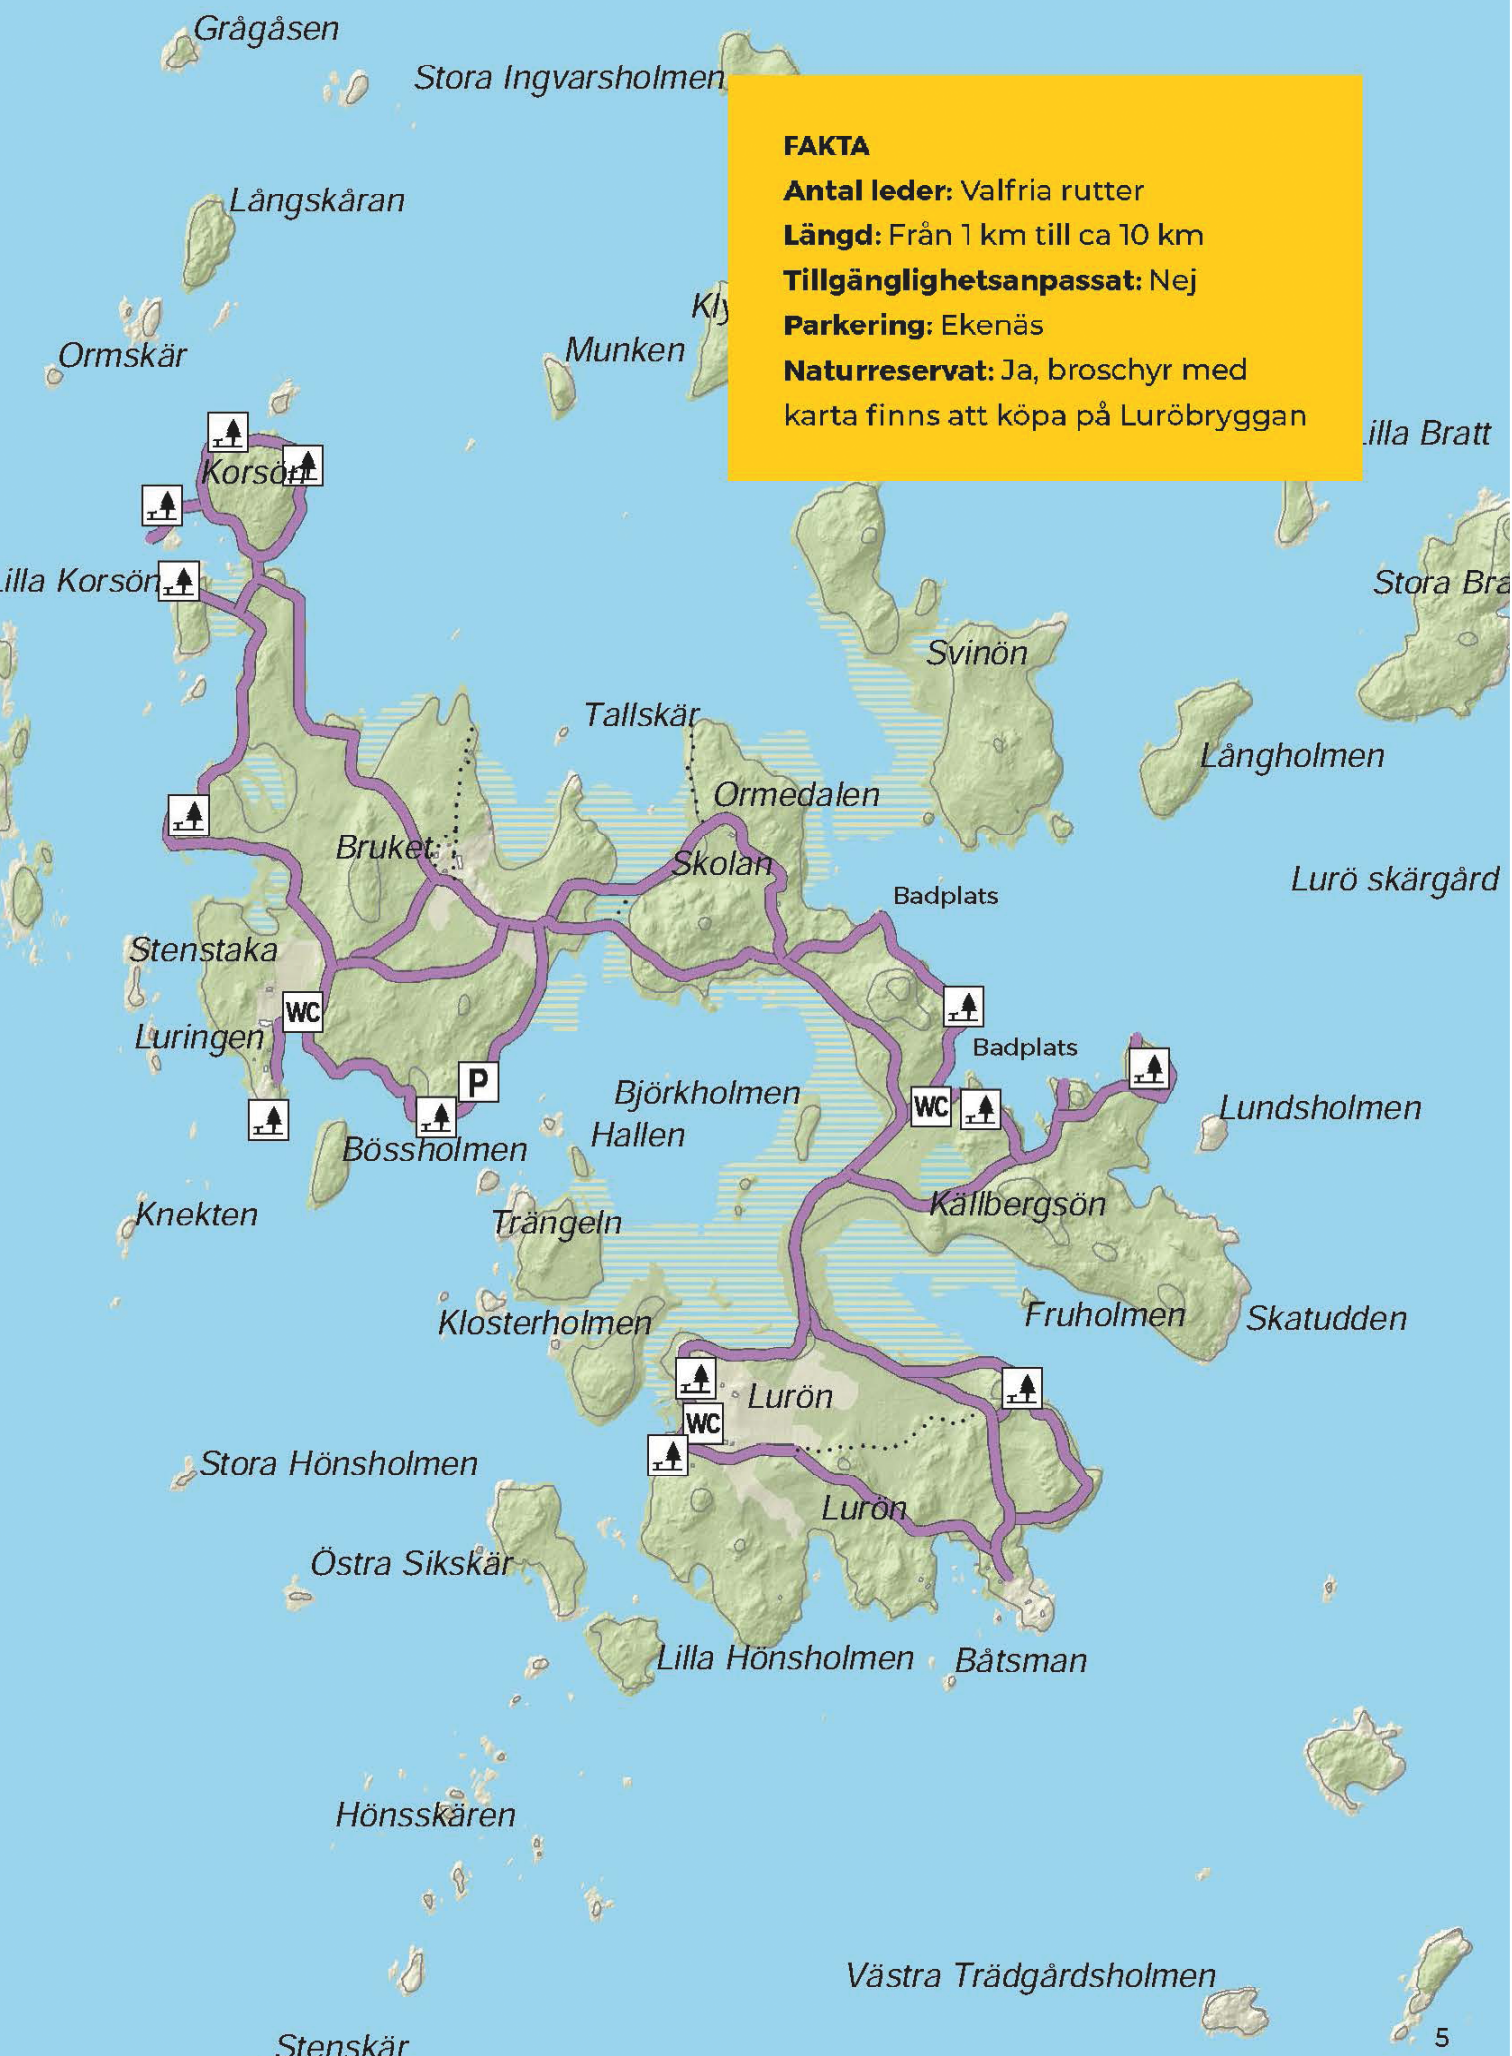 Grågåsen
Stora Ingvarsholmen
FAKTA
Antal leder: Valfria rutter
Längd: Från 1 km till ca 10 km
Tillgänglighetsanpassat: Nej
Parkering: Ekenäs
Naturreservat: Ja, broschyr med
karta finns att köpa på Luröbryggan
Långskåran
Kly
Munken
Ormskär
illa Bratt
Korsön
illa Korsön
Stora Bra
Svinön
Tallskär
Långholmen
Ormedalen
Bruket
Skolan
Lurö skärgård
Badplats
Stenstaka
WC
Luringen
Badplats
P
Björkholmen
WC
Lundsholmen
Hallen
Bössholmen
Källbergsön
Knekten
Trängeln
Fruholmen
Skatudden
Klosterholmen
Lurön
WC
Stora Hönsholmen
Lurön
Östra Sikskär
Lilla Hönsholmen
Båtsman
Hönsskären
Västra Trädgårdsholmen
5
Stenskär